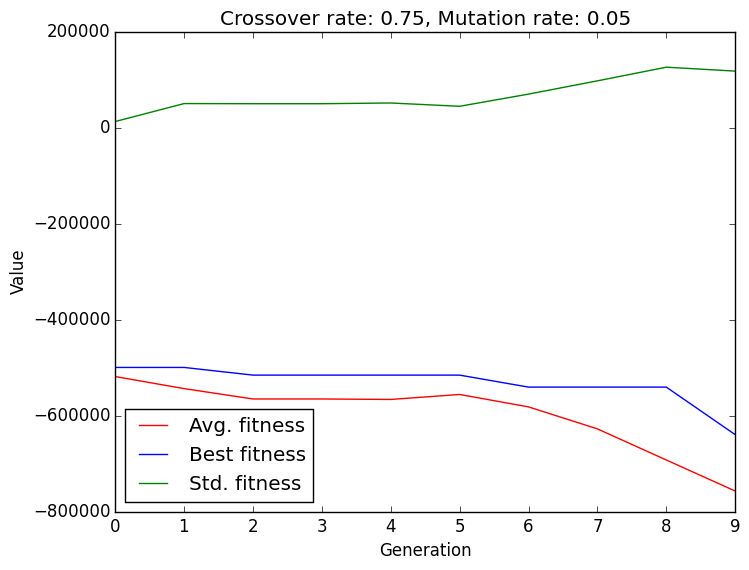 Crossover rate: 0.75, Mutation rate: 0.05
200000
0
−200000
−400000
−600000
−800000
Value
Avg. fitness
Best fitness
Std. fitness
0 1 2 3 4 5 6 7 8 9
Generation